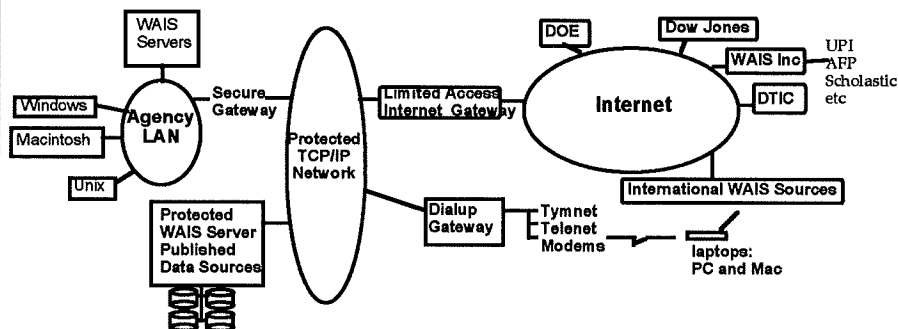 WAIS
Servers
Windows
Macintosh
Unix
Agency
LAN
Secure
Gateway
Protected
TCP/IP
Network
Protected
WAIS Server
Published
Data Sources
Limited Access
Internet Gateway
Dialup
Gateway
Tymnet
Telenet
Modems
laptops:
PC and Mac
Internet
DOE
Dow Jones
WAIS Inc
UPI
AFP
Scholastic
etc
DTIC
International WAIS Sources